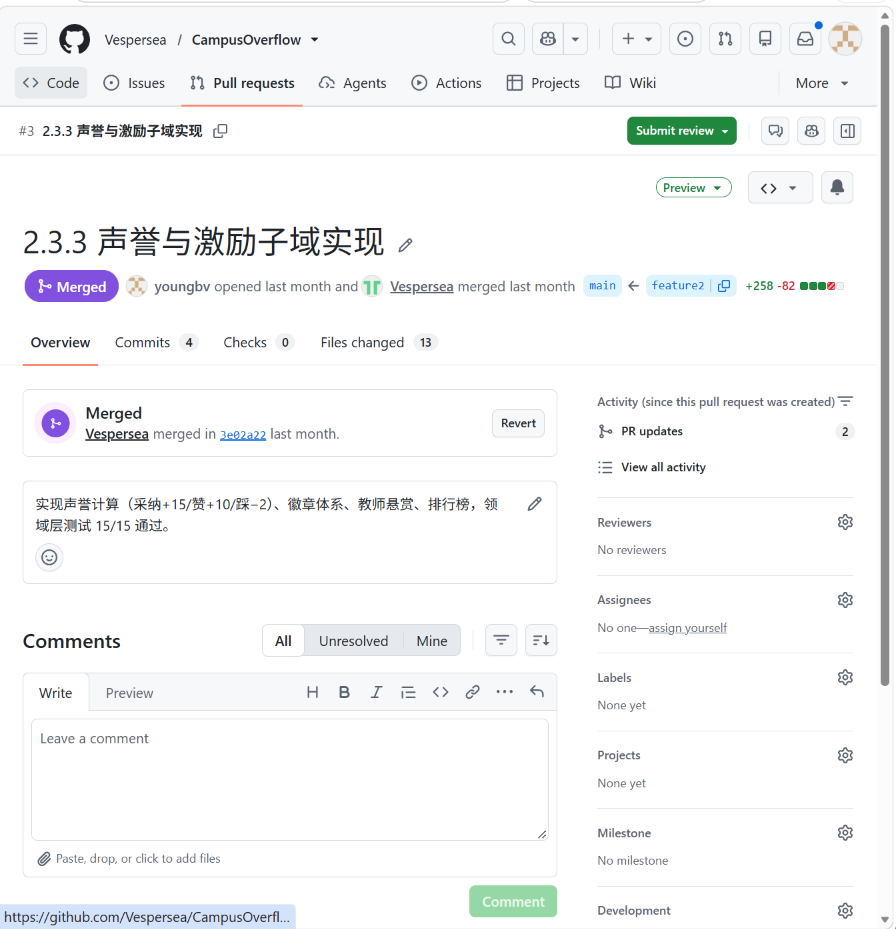 Vespersea / CampusOverflow
Code Issues Pull requests Agents Actions Projects Wiki More
#3 2.3.3 声誉与激励子域实现 Submit review
Preview
2.3.3 声誉与激励子域实现
Merged youngbv opened last month and Vespersea merged last month main ← feature2 +258 -82
Overview Commits 4 Checks 0 Files changed 13
Merged
Vespersea merged in 3e02a22 last month.
Revert
实现声誉计算（采纳+15/赞+10/踩−2）、徽章体系、教师悬赏、排行榜，领
域层测试 15/15 通过。
Comments All Unresolved Mine
Write Preview
Leave a comment
Paste, drop, or click to add files
Comment
Activity (since this pull request was created)
PR updates 2
View all activity
Reviewers
No reviewers
Assignees
No one—assign yourself
Labels
None yet
Projects
None yet
Milestone
No milestone
Development
https://github.com/Vespersea/CampusOverfl...